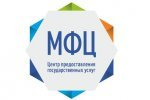 МФЦ
Центр предоставления
государственных услуг